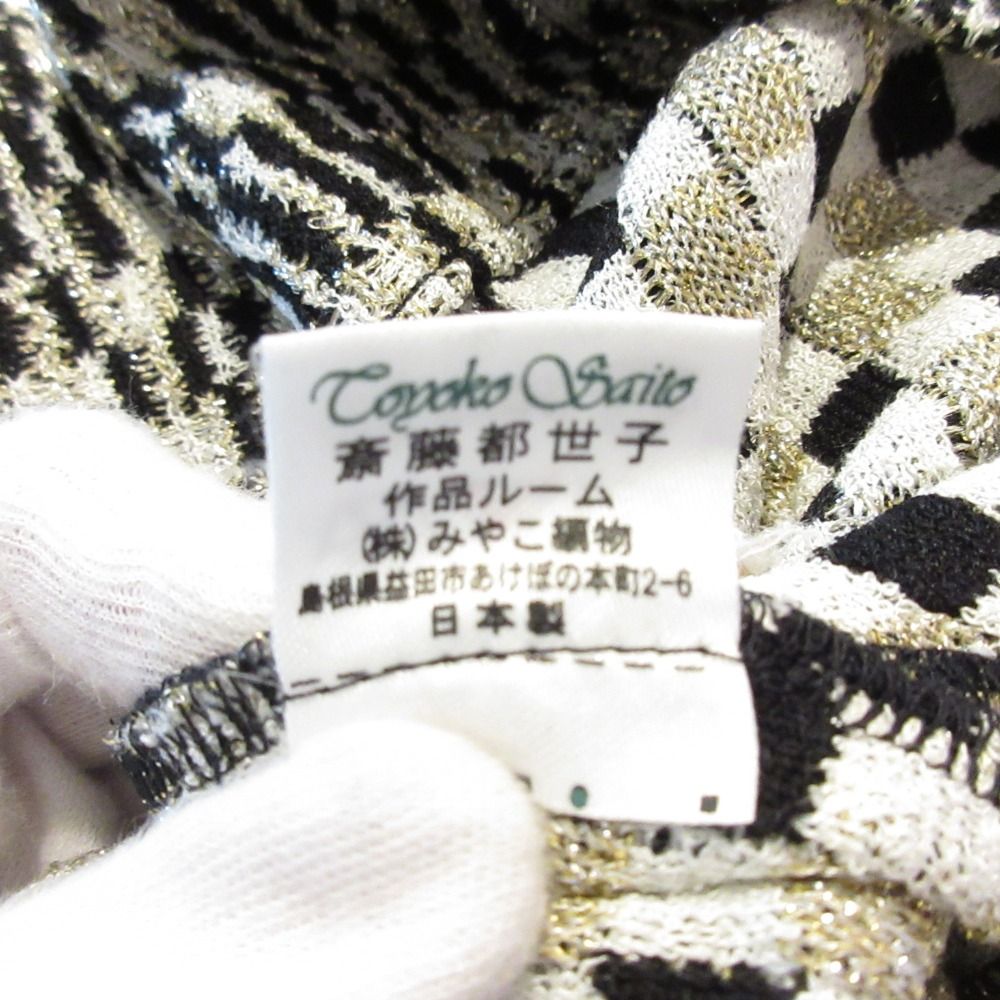 Toyoko Saito
斎藤都世子
作品ルーム
(株)みやこ編物
島根県益田市あけぼの本町2-6
日本製